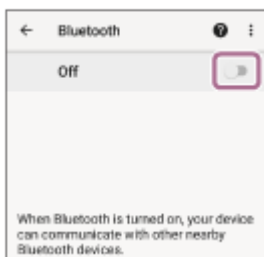 Bluetooth
Off
When Bluetooth is turned on, your device
can communicate with other nearby
Bluetooth devices.